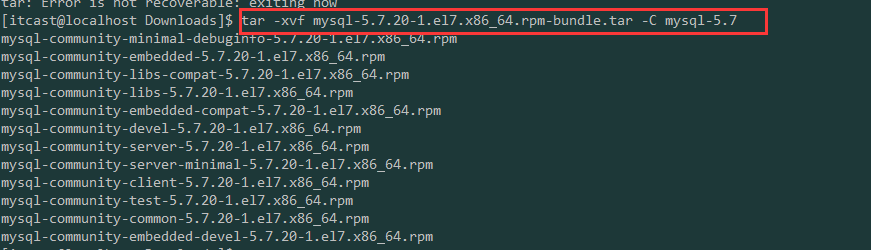 tar: Error is not recoverable: exiting now
[itcast@localhost Downloads]$ tar -xvf mysql-5.7.20-1.el7.x86_64.rpm-bundle.tar -C mysql-5.7
mysql-community-minimal-debuginfo-5.7.20-1.el7.x86_64.rpm
mysql-community-embedded-5.7.20-1.el7.x86_64.rpm
mysql-community-libs-compat-5.7.20-1.el7.x86_64.rpm
mysql-community-libs-5.7.20-1.el7.x86_64.rpm
mysql-community-embedded-compat-5.7.20-1.el7.x86_64.rpm
mysql-community-devel-5.7.20-1.el7.x86_64.rpm
mysql-community-server-5.7.20-1.el7.x86_64.rpm
mysql-community-server-minimal-5.7.20-1.el7.x86_64.rpm
mysql-community-client-5.7.20-1.el7.x86_64.rpm
mysql-community-test-5.7.20-1.el7.x86_64.rpm
mysql-community-common-5.7.20-1.el7.x86_64.rpm
mysql-community-embedded-devel-5.7.20-1.el7.x86_64.rpm